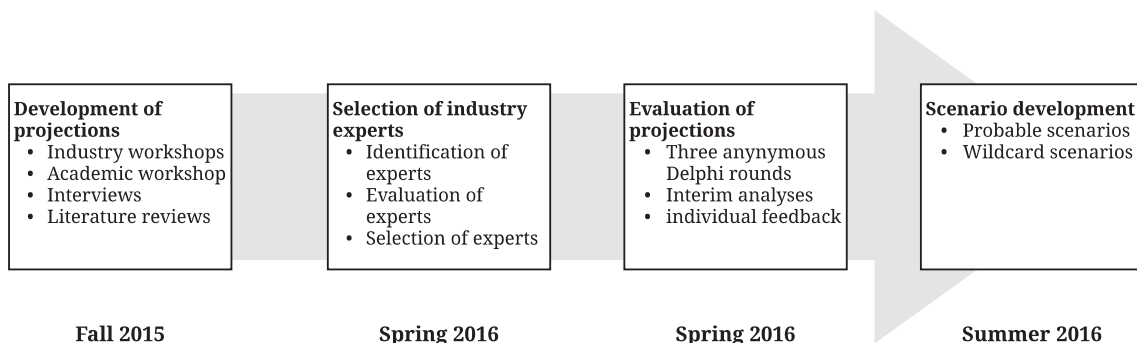 Development of
projections
• Industry workshops
• Academic workshop
• Interviews
• Literature reviews
Selection of industry
experts
• Identification of
experts
• Evaluation of
experts
• Selection of experts
Evaluation of
projections
• Three anynymous
Delphi rounds
• Interim analyses
• individual feedback
Scenario development
• Probable scenarios
• Wildcard scenarios
Fall 2015
Spring 2016
Spring 2016
Summer 2016